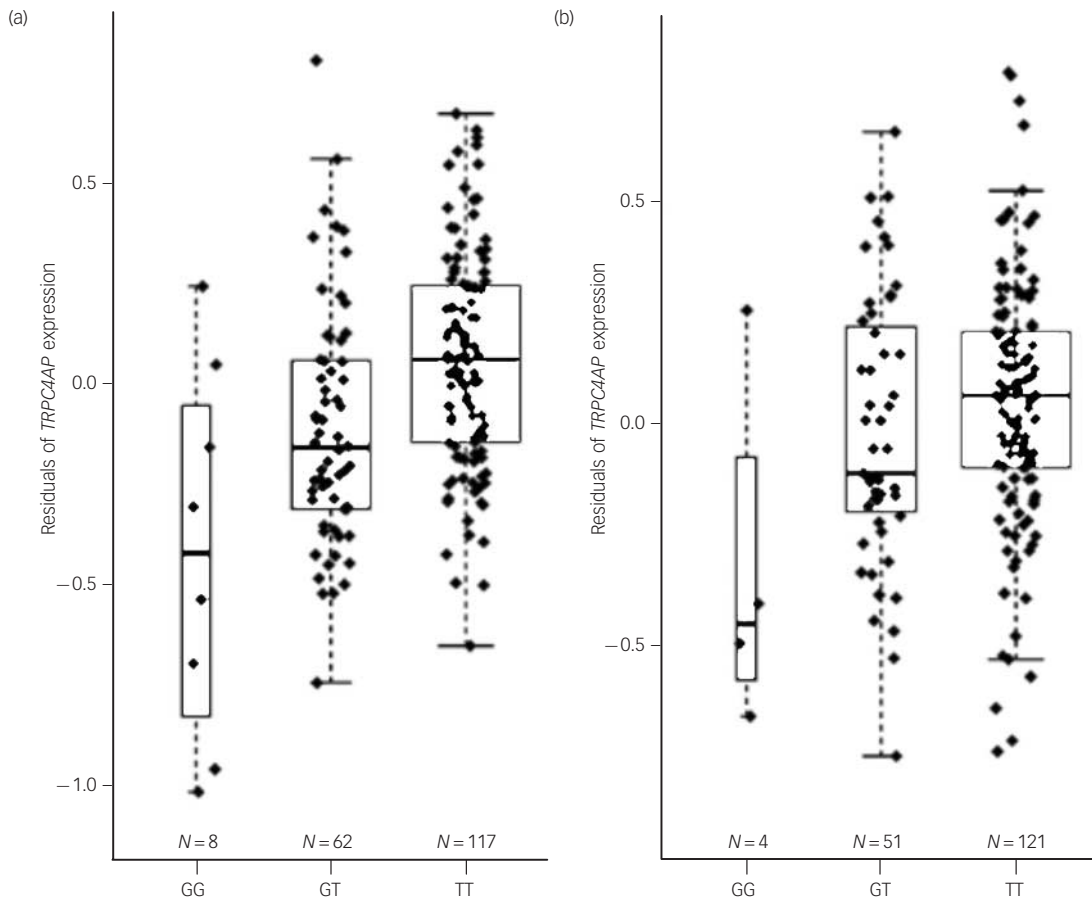 (a)
Residuals of TRPC4AP expression
0.5
0.0
−0.5
−1.0
N = 8
N = 62
N = 117
GG
GT
TT
(b)
Residuals of TRPC4AP expression
0.5
0.0
−0.5
N = 4
N = 51
N = 121
GG
GT
TT